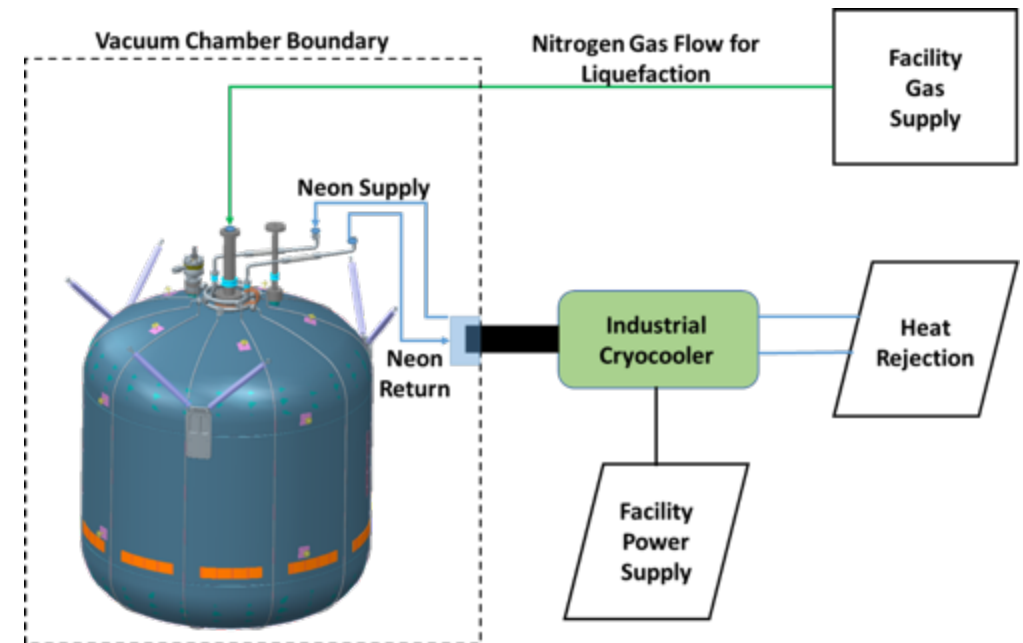 Vacuum Chamber Boundary
Nitrogen Gas Flow for
Liquefaction
Facility
Gas
Supply
Neon Supply
Neon
Return
Industrial
Cryocooler
Heat
Rejection
Facility
Power
Supply